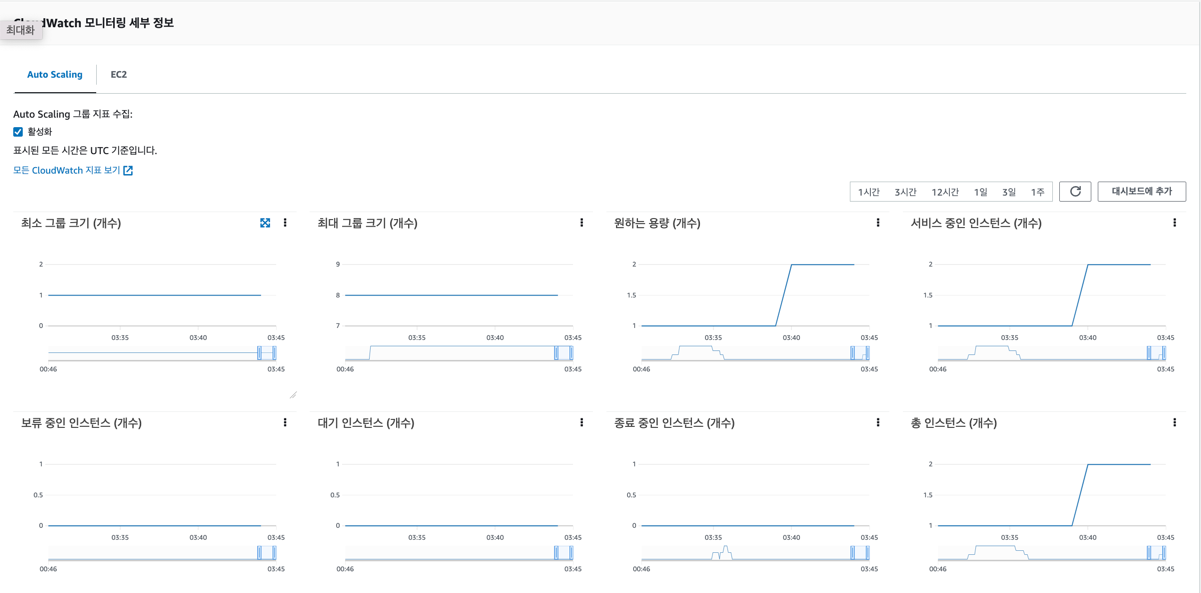 CloudWatch 모니터링 세부 정보
최대화
Auto Scaling EC2
Auto Scaling 그룹 지표 수집:
활성화
표시된 모든 시간은 UTC 기준입니다.
모든 CloudWatch 지표 보기
1시간 3시간 12시간 1일 3일 1주 대시보드에 추가
최소 그룹 크기 (개수)
2
1
0
03:35 03:40 03:45
00:46 03:45
최대 그룹 크기 (개수)
9
8
7
03:35 03:40 03:45
00:46 03:45
원하는 용량 (개수)
2
1.5
1
03:35 03:40 03:45
00:46 03:45
서비스 중인 인스턴스 (개수)
2
1.5
1
03:35 03:40 03:45
00:46 03:45
보류 중인 인스턴스 (개수)
1
0.5
0
03:35 03:40 03:45
00:46 03:45
대기 인스턴스 (개수)
1
0.5
0
03:35 03:40 03:45
00:46 03:45
종료 중인 인스턴스 (개수)
1
0.5
0
03:35 03:40 03:45
00:46 03:45
총 인스턴스 (개수)
2
1.5
1
03:35 03:40 03:45
00:46 03:45